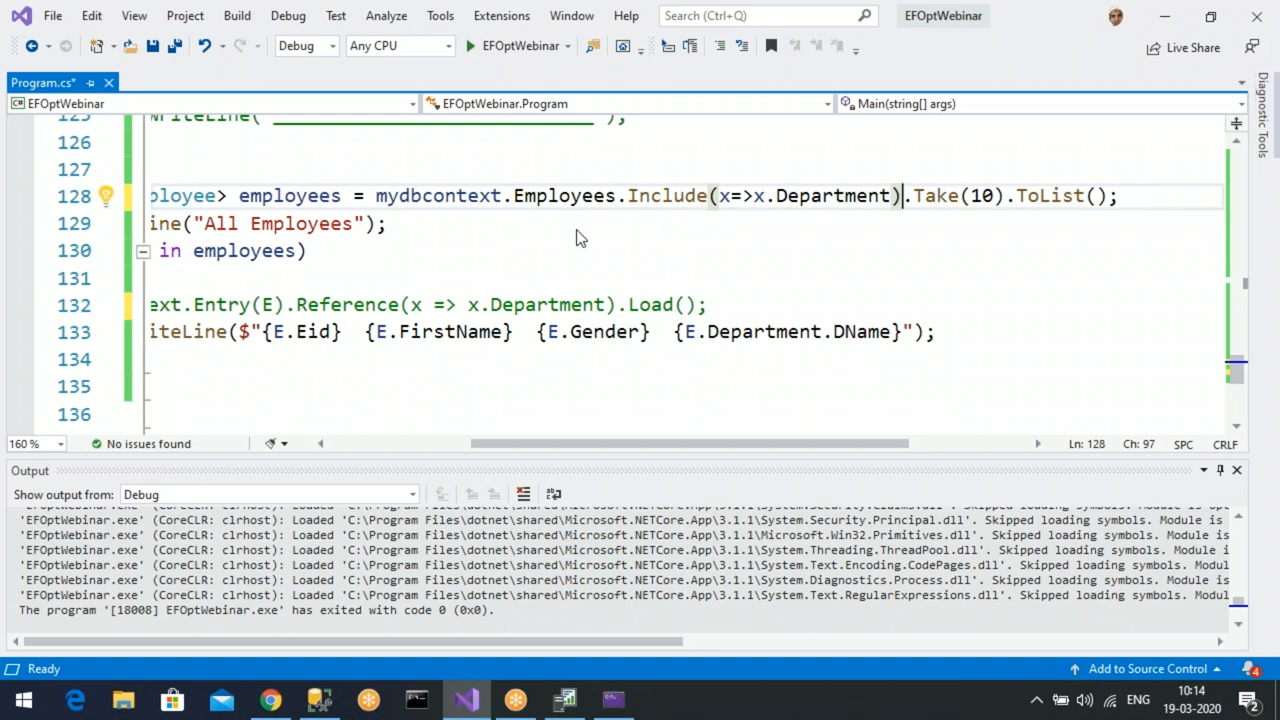 File Edit View Project Build Debug Test Analyze Tools Extensions Window Help Search (Ctrl+Q) EFOptWebinar
Debug Any CPU EFOptWebinar Live Share
Program.cs*
EFOptWebinar EFOptWebinar.Program Main(string[] args)
Diagnostic Tools
125 WriteLine("____________________________");
126
127
128 ployee> employees = mydbcontext.Employees.Include(x=>x.Department).Take(10).ToList();
129 ine("All Employees");
130 in employees)
131
132 ext.Entry(E).Reference(x => x.Department).Load();
133 iteLine($"{E.Eid}  {E.FirstName}  {E.Gender}  {E.Department.DName}");
134
135
136
160 % No issues found Ln: 128 Ch: 97 SPC CRLF
Output
Show output from: Debug
'EFOptWebinar.exe' (CoreCLR: clrhost): Loaded 'C:\Program Files\dotnet\shared\Microsoft.NETCore.App\3.1.1\System.Security.Principal.dll'. Skipped loading symbols. Module is
'EFOptWebinar.exe' (CoreCLR: clrhost): Loaded 'C:\Program Files\dotnet\shared\Microsoft.NETCore.App\3.1.1\Microsoft.Win32.Primitives.dll'. Skipped loading symbols. Module is
'EFOptWebinar.exe' (CoreCLR: clrhost): Loaded 'C:\Program Files\dotnet\shared\Microsoft.NETCore.App\3.1.1\System.Threading.ThreadPool.dll'. Skipped loading symbols. Module i
'EFOptWebinar.exe' (CoreCLR: clrhost): Loaded 'C:\Program Files\dotnet\shared\Microsoft.NETCore.App\3.1.1\System.Text.Encoding.CodePages.dll'. Skipped loading symbols. Modul
'EFOptWebinar.exe' (CoreCLR: clrhost): Loaded 'C:\Program Files\dotnet\shared\Microsoft.NETCore.App\3.1.1\System.Diagnostics.Process.dll'. Skipped loading symbols. Module is
'EFOptWebinar.exe' (CoreCLR: clrhost): Loaded 'C:\Program Files\dotnet\shared\Microsoft.NETCore.App\3.1.1\System.Text.RegularExpressions.dll'. Skipped loading symbols. Modul
The program '[18008] EFOptWebinar.exe' has exited with code 0 (0x0).
Ready Add to Source Control 4
ENG 10:14
19-03-2020 2